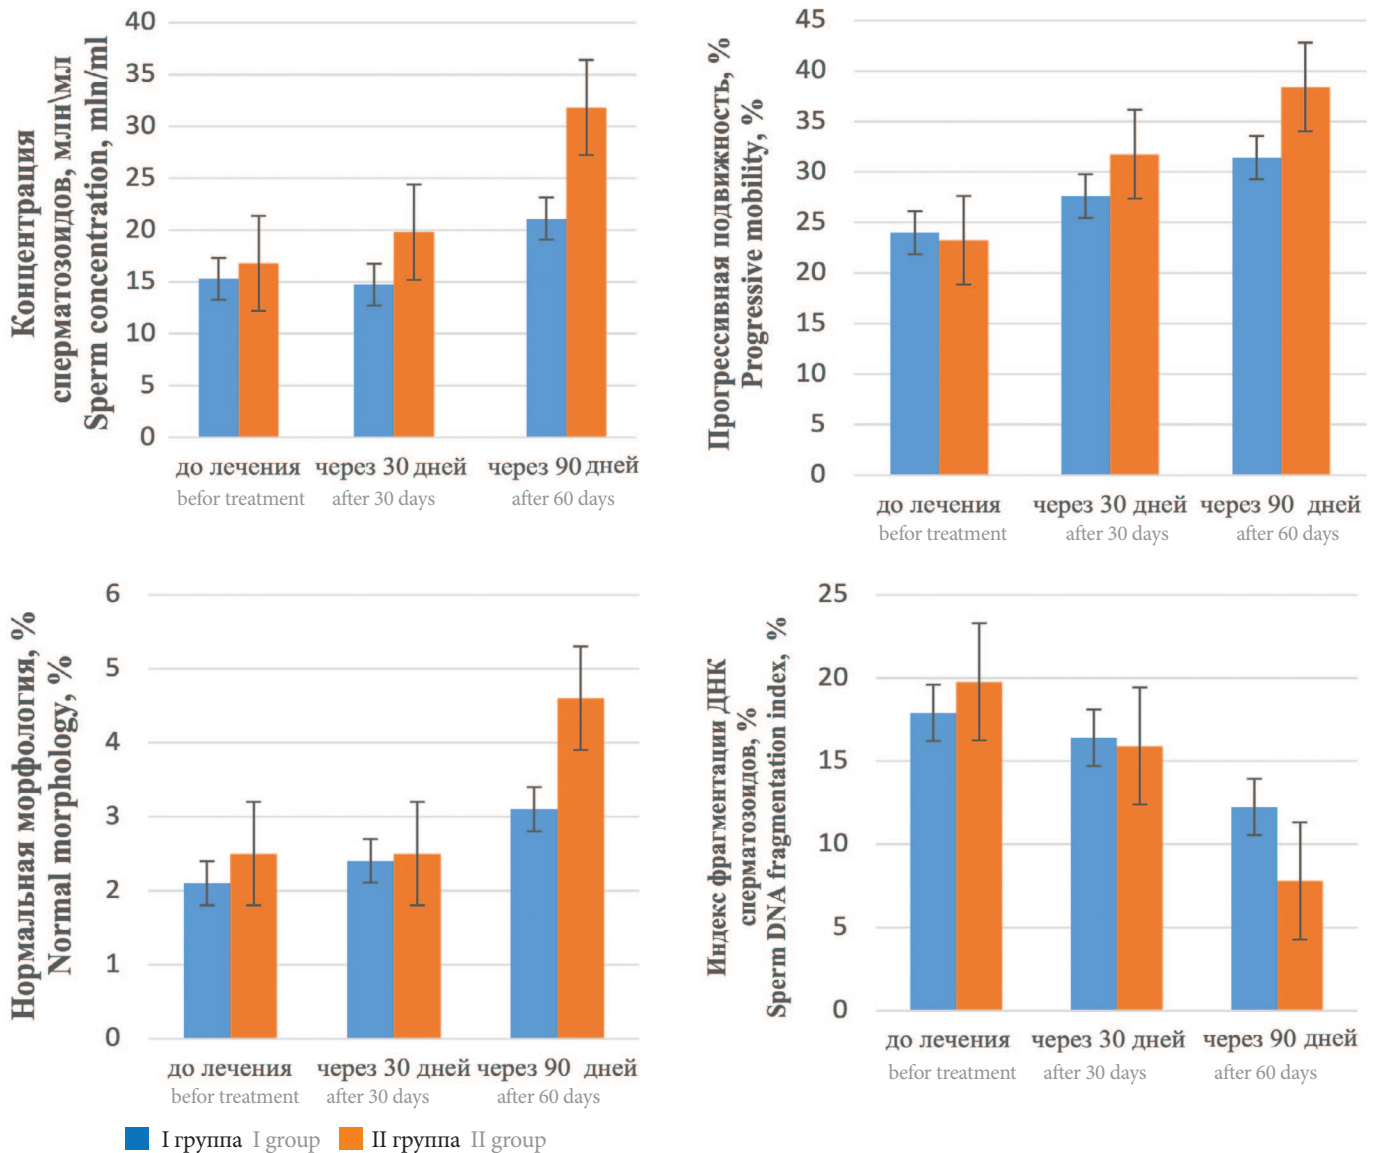 Концентрация
сперматозоидов, млн\мл
Sperm concentration, mln/ml
40
35
30
25
20
15
10
5
0
до лечения через 30 дней через 90 дней
befor treatment after 30 days after 60 days
Прогрессивная подвижность, %
Progressive mobility, %
45
40
35
30
25
20
15
10
5
0
до лечения через 30 дней через 90 дней
befor treatment after 30 days after 60 days
Нормальная морфология, %
Normal morphology, %
6
5
4
3
2
1
0
до лечения через 30 дней через 90 дней
befor treatment after 30 days after 60 days
Индекс фрагментации ДНК
сперматозоидов, %
Sperm DNA fragmentation index, %
25
20
15
10
5
0
до лечения через 30 дней через 90 дней
befor treatment after 30 days after 60 days
I группа I group II группа II group